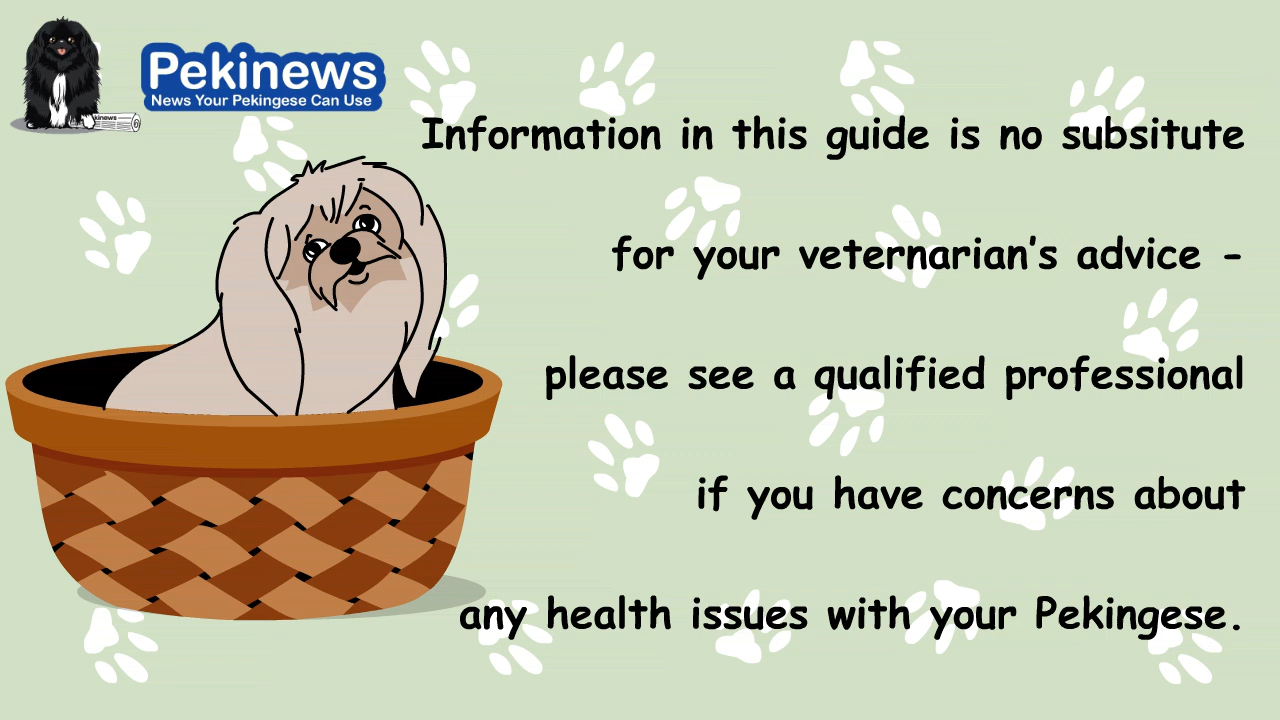 Pekinews
News Your Pekingese Can Use
kinews
Information in this guide is no subsitute
for your veternarian's advice -
please see a qualified professional
if you have concerns about
any health issues with your Pekingese.